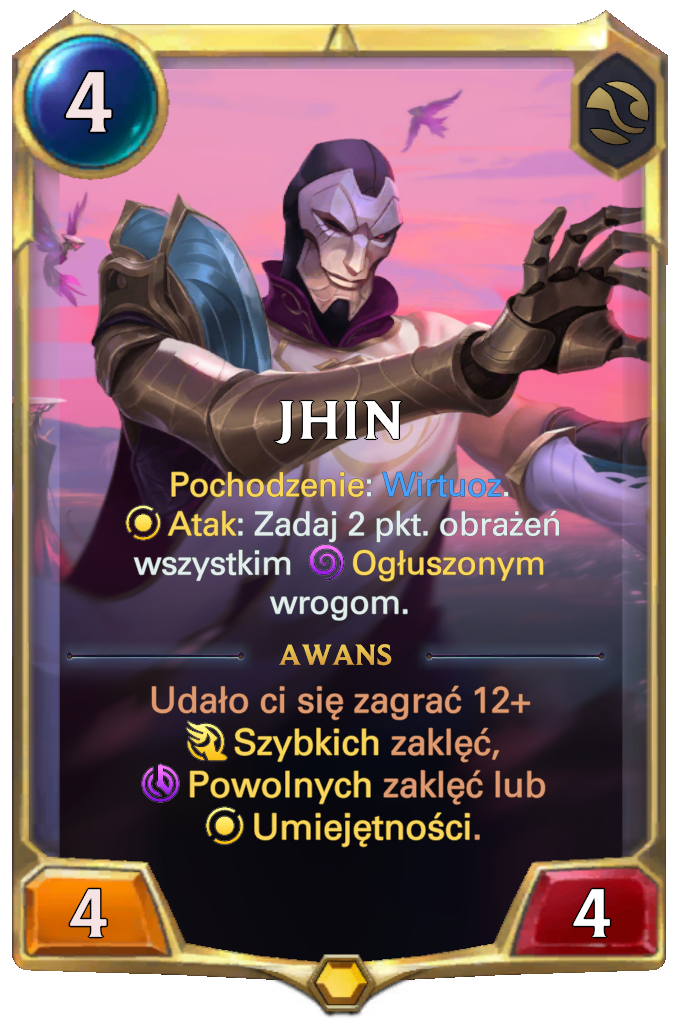 4
JHIN
Pochodzenie: Wirtuoz.
Atak: Zadaj 2 pkt. obrażeń
wszystkim Ogłuszonym
wrogom.
AWANS
Udało ci się zagrać 12+
Szybkich zaklęć,
Powolnych zaklęć lub
Umiejętności.
4
4